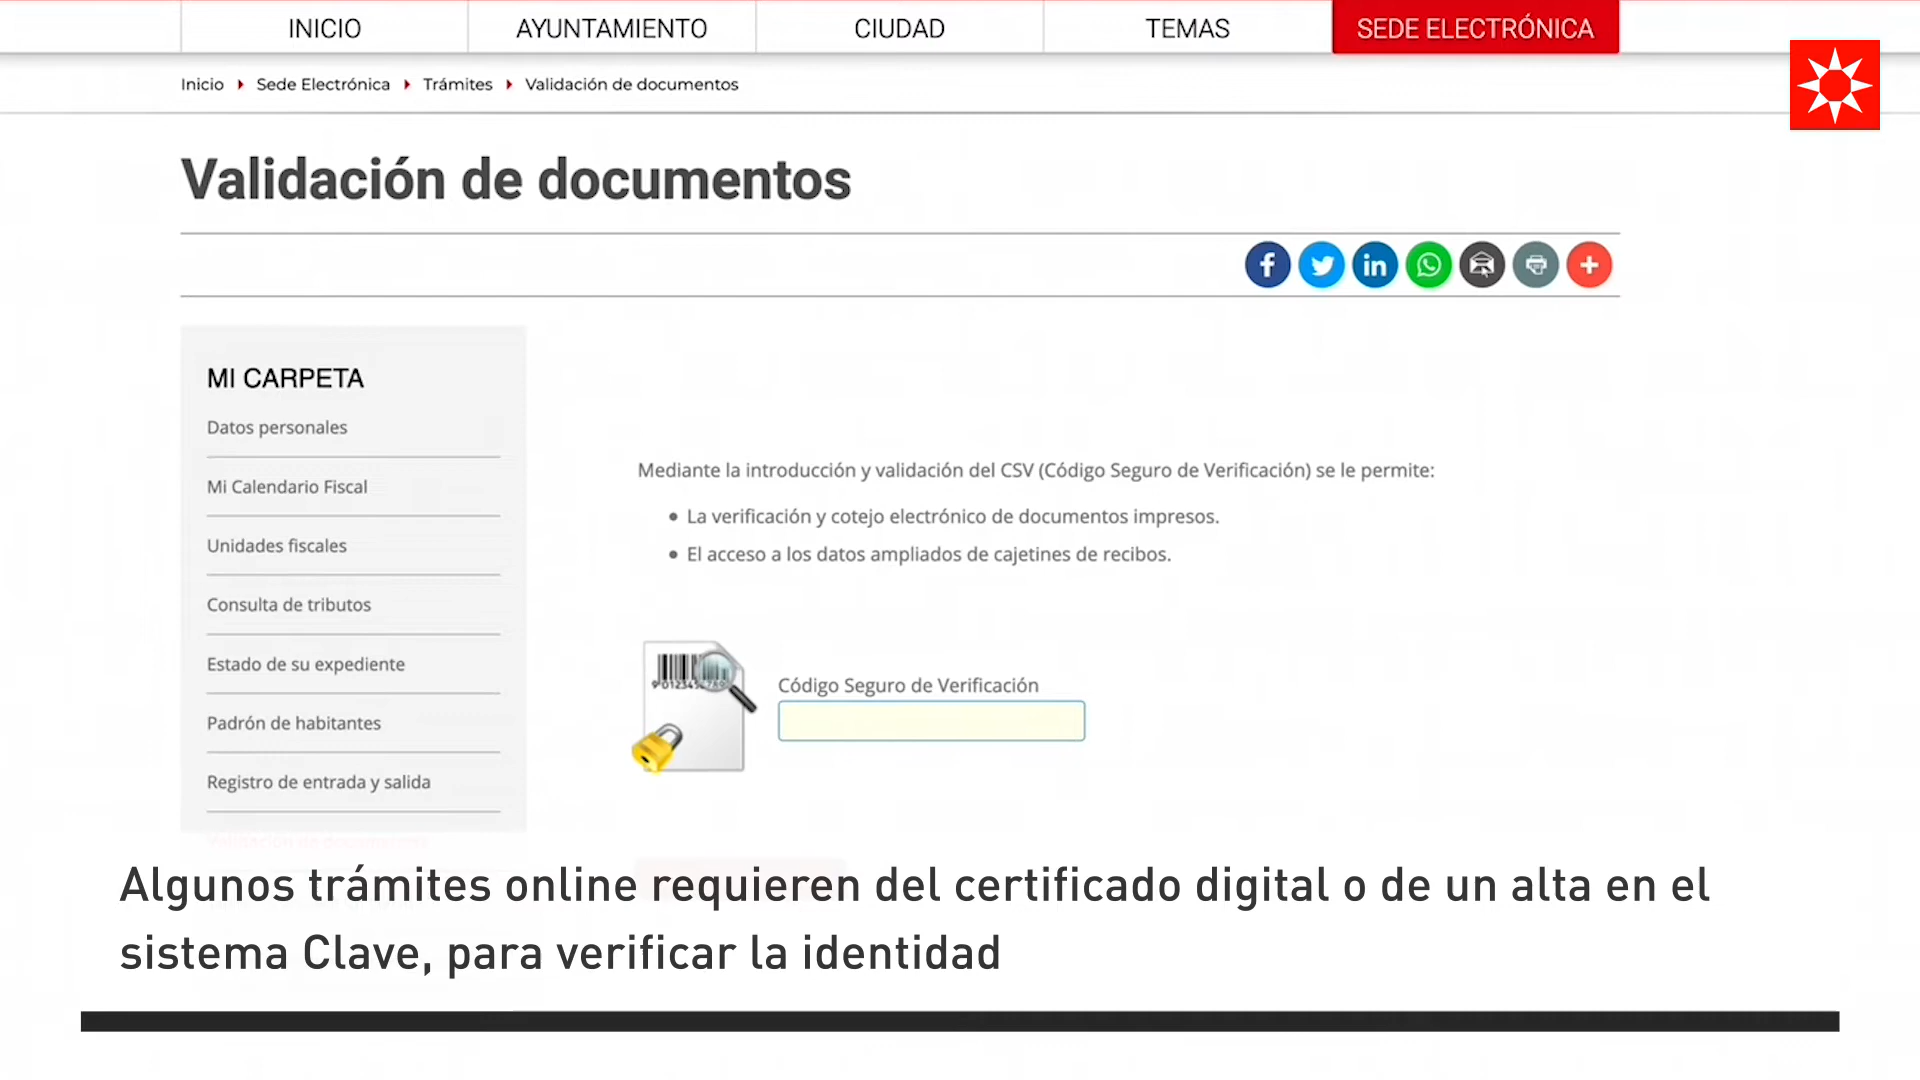 INICIO
AYUNTAMIENTO
CIUDAD
TEMAS
SEDE ELECTRÓNICA
Inicio Sede Electrónica Trámites Validación de documentos
Validación de documentos
MI CARPETA
Datos personales
Mi Calendario Fiscal
Unidades fiscales
Consulta de tributos
Estado de su expediente
Padrón de habitantes
Registro de entrada y salida
Validación de documentos
Mediante la introducción y validación del CSV (Código Seguro de Verificación) se le permite:
La verificación y cotejo electrónico de documentos impresos.
El acceso a los datos ampliados de cajetines de recibos.
Código Seguro de Verificación
Algunos trámites online requieren del certificado digital o de un alta en el
sistema Clave, para verificar la identidad